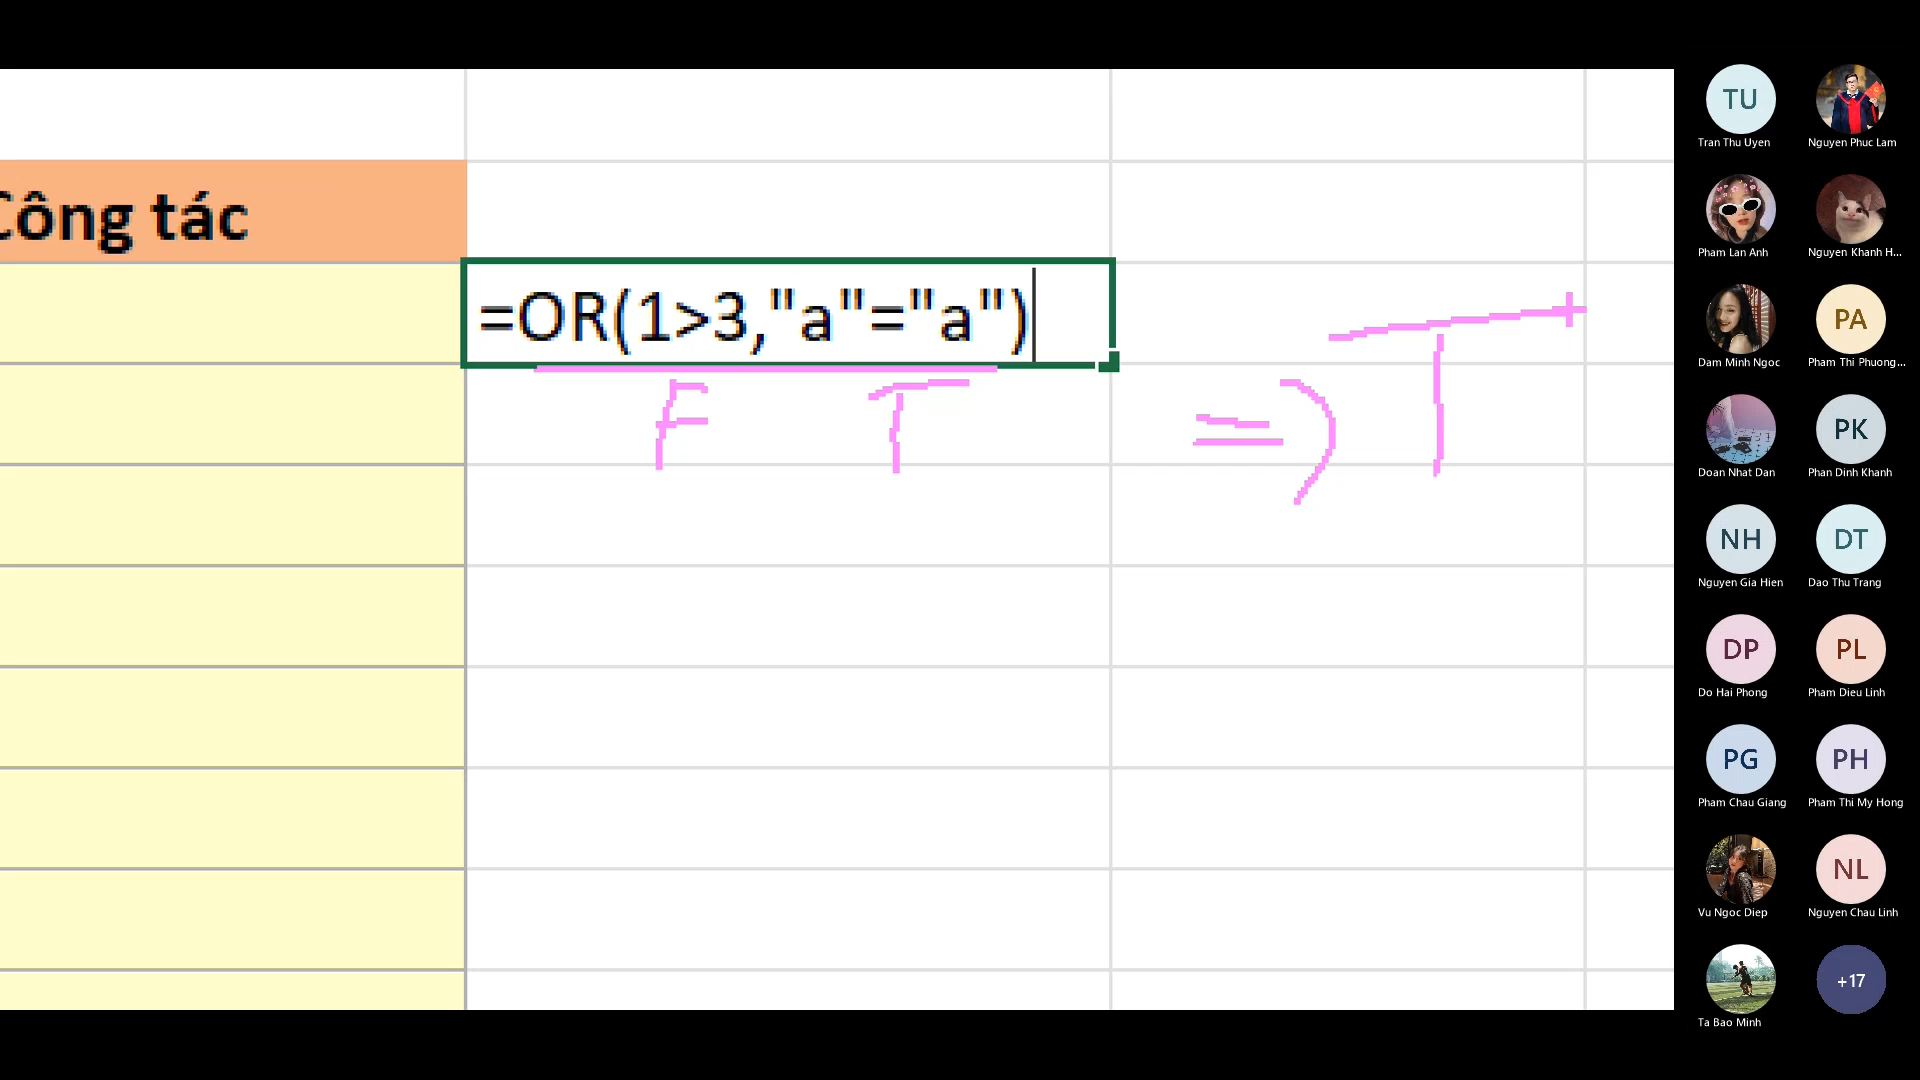 Công tác
=OR(1>3,"a"="a")
F T => T
TU
Tran Thu Uyen
Nguyen Phuc Lam
Pham Lan Anh
Nguyen Khanh H...
PA
Dam Minh Ngoc
Pham Thi Phuong...
PK
Doan Nhat Dan
Phan Dinh Khanh
NH
DT
Nguyen Gia Hien
Dao Thu Trang
DP
PL
Do Hai Phong
Pham Dieu Linh
PG
PH
Pham Chau Giang
Pham Thi My Hong
NL
Vu Ngoc Diep
Nguyen Chau Linh
+17
Ta Bao Minh